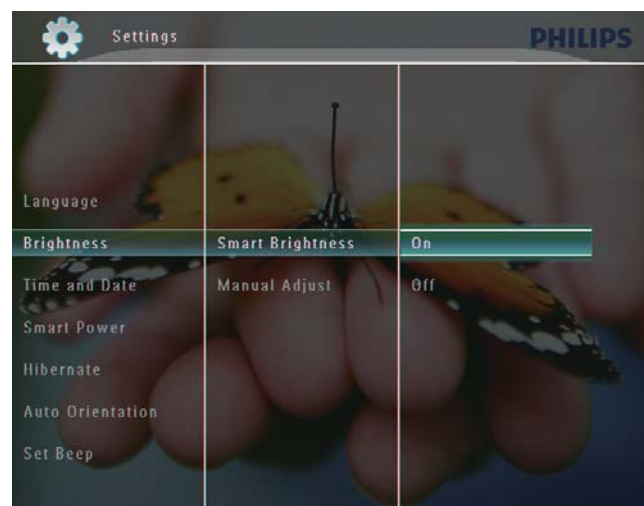 Settings
PHILIPS
Language
Brightness Smart Brightness On
Time and Date Manual Adjust Off
Smart Power
Hibernate
Auto Orientation
Set Beep